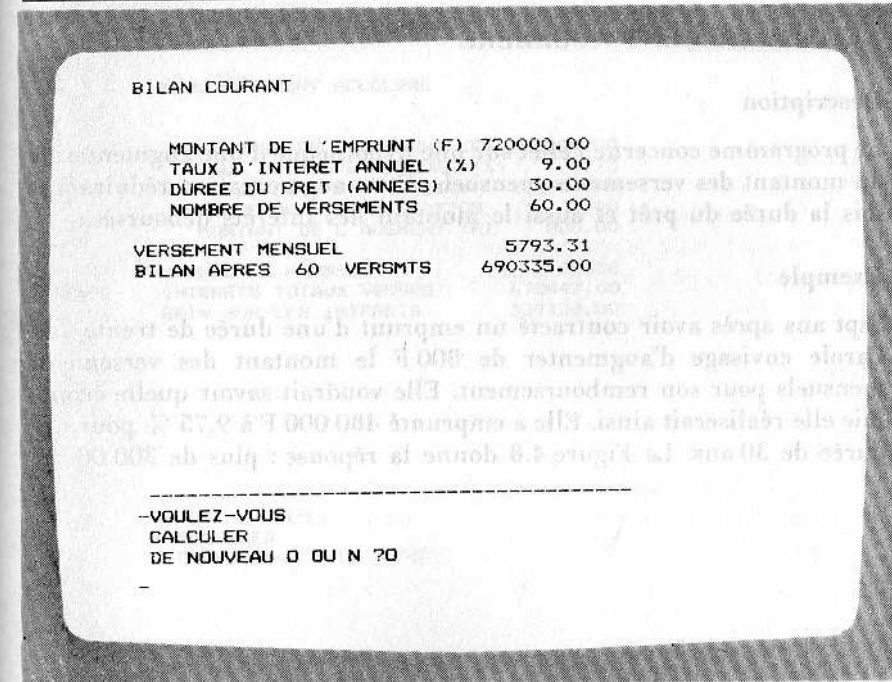 BILAN COURANT
MONTANT DE L'EMPRUNT (F) 720000.00
TAUX D'INTERET ANNUEL (%) 9.00
DUREE DU PRET (ANNEES) 30.00
NOMBRE DE VERSEMENTS 60.00
VERSEMENT MENSUEL 5793.31
BILAN APRES 60 VERSMTS 690335.00
--------------------------------------------
-VOULEZ-VOUS
CALCULER
DE NOUVEAU O OU N ?O
_